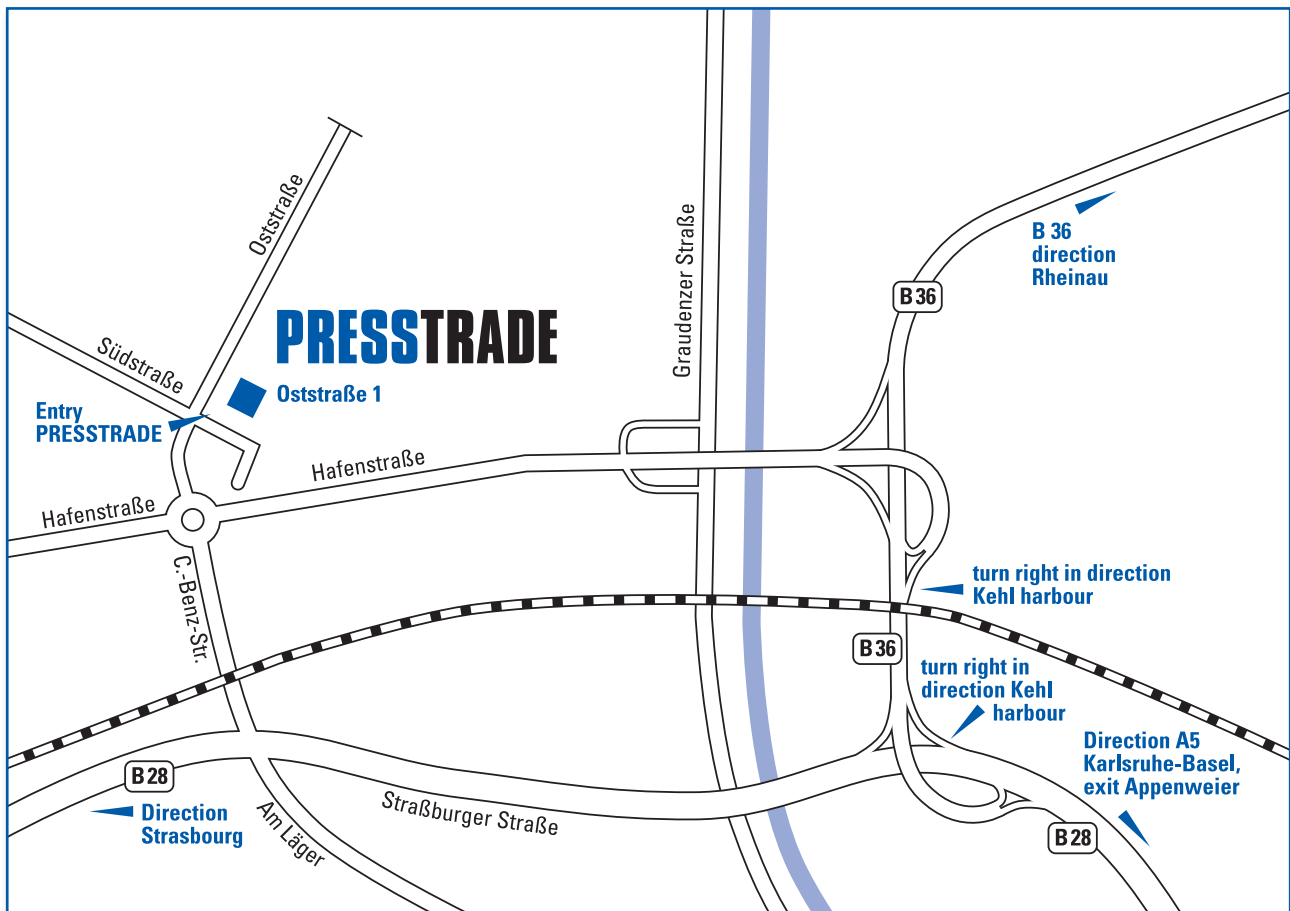 Oststraße
Graudenzer Straße
B 36
direction
Rheinau
B 36
PRESSTRADE
Oststraße 1
Südstraße
Entry
PRESSTRADE
Hafenstraße
Hafenstraße
C.-Benz-Str.
turn right in direction
Kehl harbour
B 36
turn right in
direction Kehl
harbour
Direction A5
Karlsruhe-Basel,
exit Appenweier
B 28
Direction
Strasbourg
Straßburger Straße
Am Läger
B 28